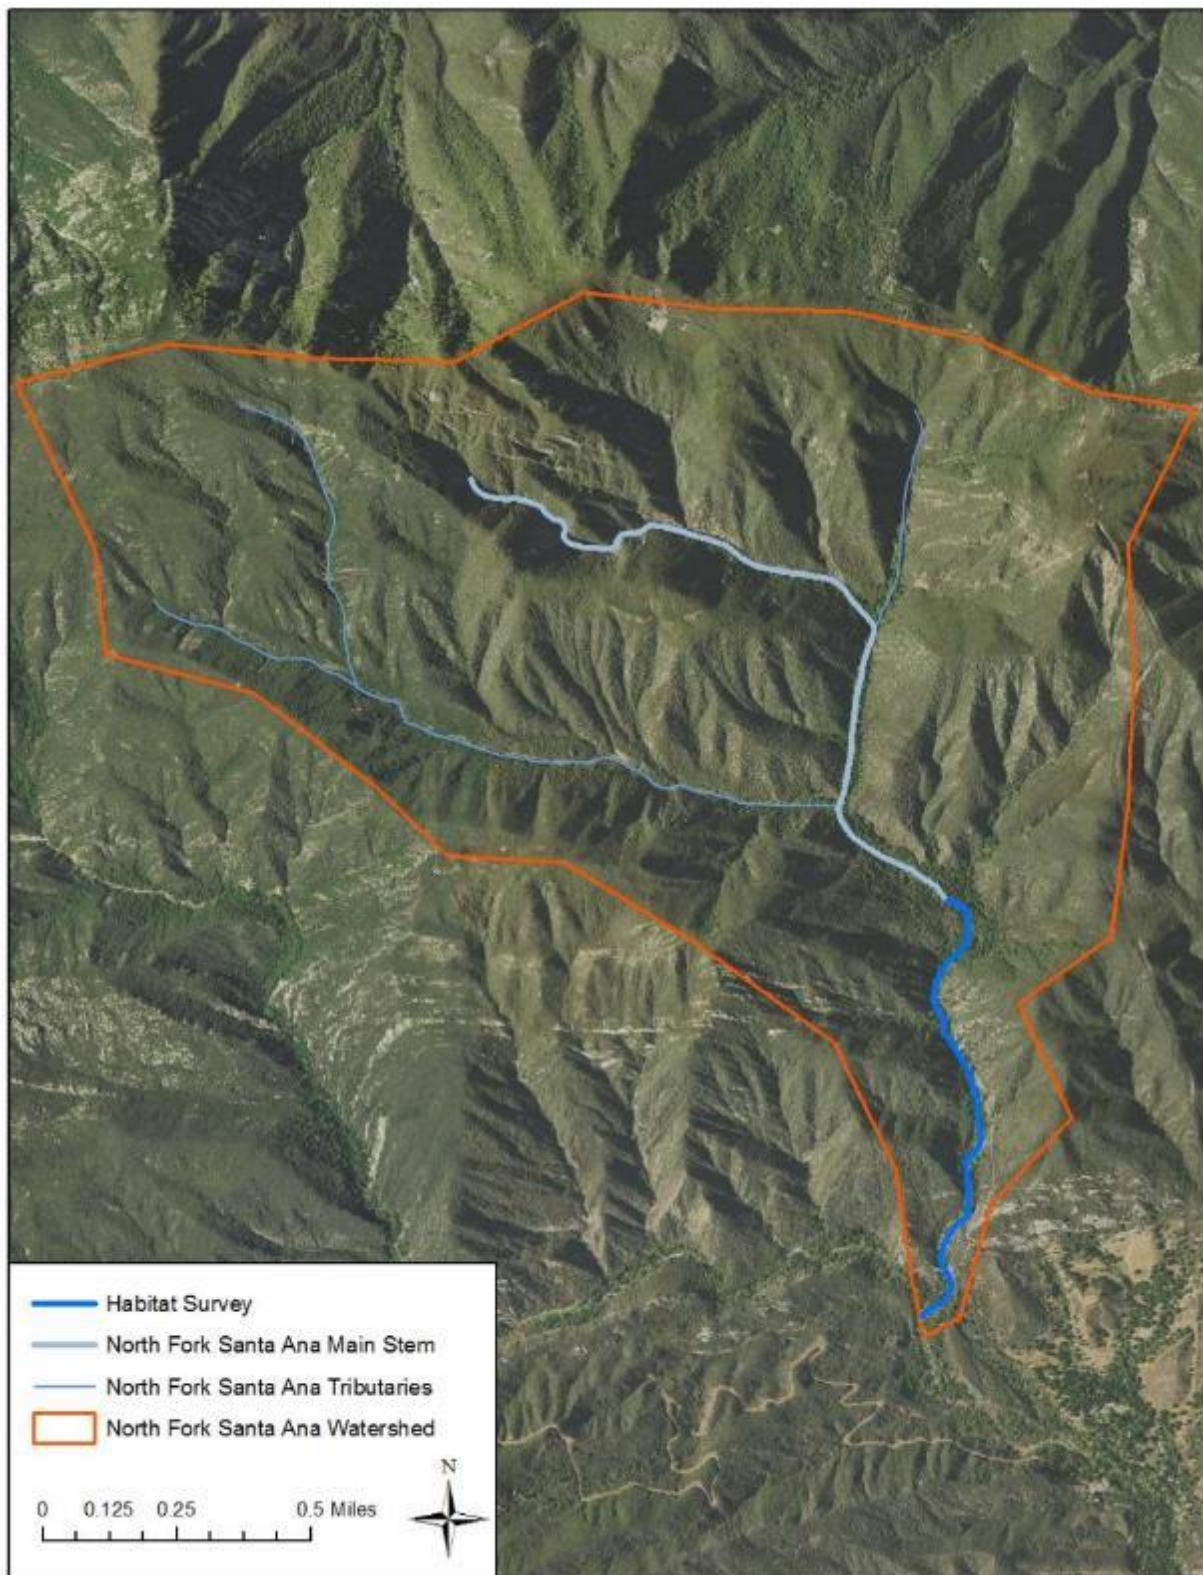 Habitat Survey
North Fork Santa Ana Main Stem
North Fork Santa Ana Tributaries
North Fork Santa Ana Watershed
N
0 0.125 0.25 0.5 Miles